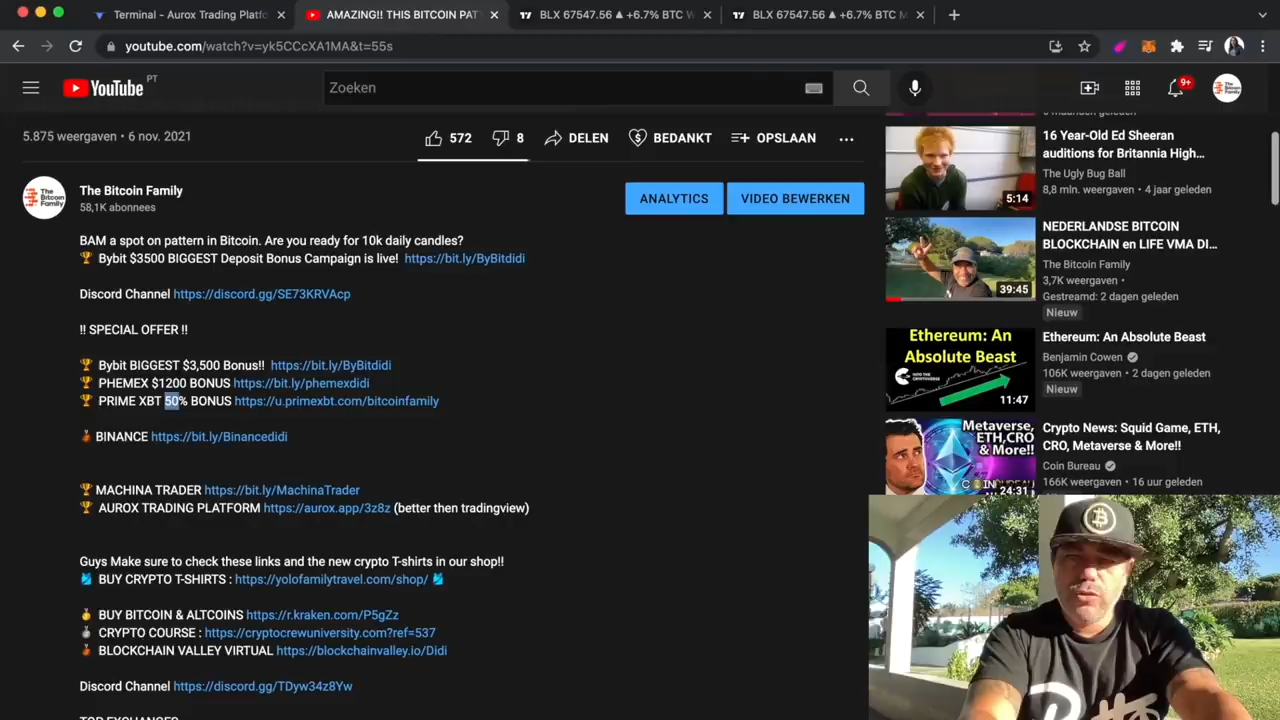 Terminal - Aurox Trading Platfo
AMAZING!! THIS BITCOIN PAT
BLX 67547.56 ▲ +6.7% BTC W
BLX 67547.56 ▲ +6.7% BTC M
youtube.com/watch?v=yk5CCcXA1MA&t=55s
YouTube PT
Zoeken
9+
The Bitcoin Family
5.875 weergaven • 6 nov. 2021
572
8
DELEN
BEDANKT
OPSLAAN
The Bitcoin Family
The Bitcoin Family
58,1K abonnees
ANALYTICS
VIDEO BEWERKEN
BAM a spot on pattern in Bitcoin. Are you ready for 10k daily candles?
🏆 Bybit $3500 BIGGEST Deposit Bonus Campaign is live! https://bit.ly/ByBitdidi
Discord Channel https://discord.gg/SE73KRVAcp
!! SPECIAL OFFER !!
🏆 Bybit BIGGEST $3,500 Bonus!! https://bit.ly/ByBitdidi
🏆 PHEMEX $1200 BONUS https://bit.ly/phemexdidi
🏆 PRIME XBT 50% BONUS https://u.primexbt.com/bitcoinfamily
🥉 BINANCE https://bit.ly/Binancedidi
🏆 MACHINA TRADER https://bit.ly/MachinaTrader
🏆 AUROX TRADING PLATFORM https://aurox.app/3z8z (better then tradingview)
Guys Make sure to check these links and the new crypto T-shirts in our shop!!
🎽 BUY CRYPTO T-SHIRTS : https://yolofamilytravel.com/shop/ 🎽
🥇 BUY BITCOIN & ALTCOINS https://r.kraken.com/P5gZz
🥈 CRYPTO COURSE : https://cryptocrewuniversity.com?ref=537
🥉 BLOCKCHAIN VALLEY VIRTUAL https://blockchainvalley.io/Didi
Discord Channel https://discord.gg/TDyw34z8Yw
TOP EXCHANGES
16 Year-Old Ed Sheeran
auditions for Britannia High...
The Ugly Bug Ball
8,8 mln. weergaven • 4 jaar geleden
5:14
NEDERLANDSE BITCOIN
BLOCKCHAIN en LIFE VMA DI...
The Bitcoin Family
3,7K weergaven •
Gestreamd: 2 dagen geleden
Nieuw
39:45
Ethereum: An
Absolute Beast
INTO THE
CRYPTOVERSE
11:47
Ethereum: An Absolute Beast
Benjamin Cowen
106K weergaven • 2 dagen geleden
Nieuw
Metaverse,
ETH,CRO
& More!!
24:31
Crypto News: Squid Game, ETH,
CRO, Metaverse & More!!
Coin Bureau
166K weergaven • 16 uur geleden